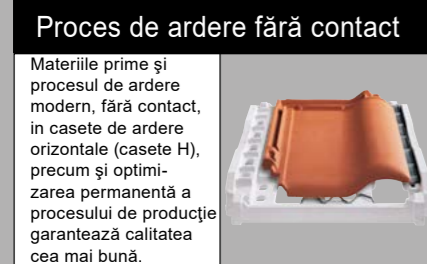 Proces de ardere fără contact
Materiile prime şi
procesul de ardere
modern, fără contact,
in casete de ardere
orizontale (casete H),
precum şi optimi-
zarea permanentă a
procesului de producţie
garantează calitatea
cea mai bună.